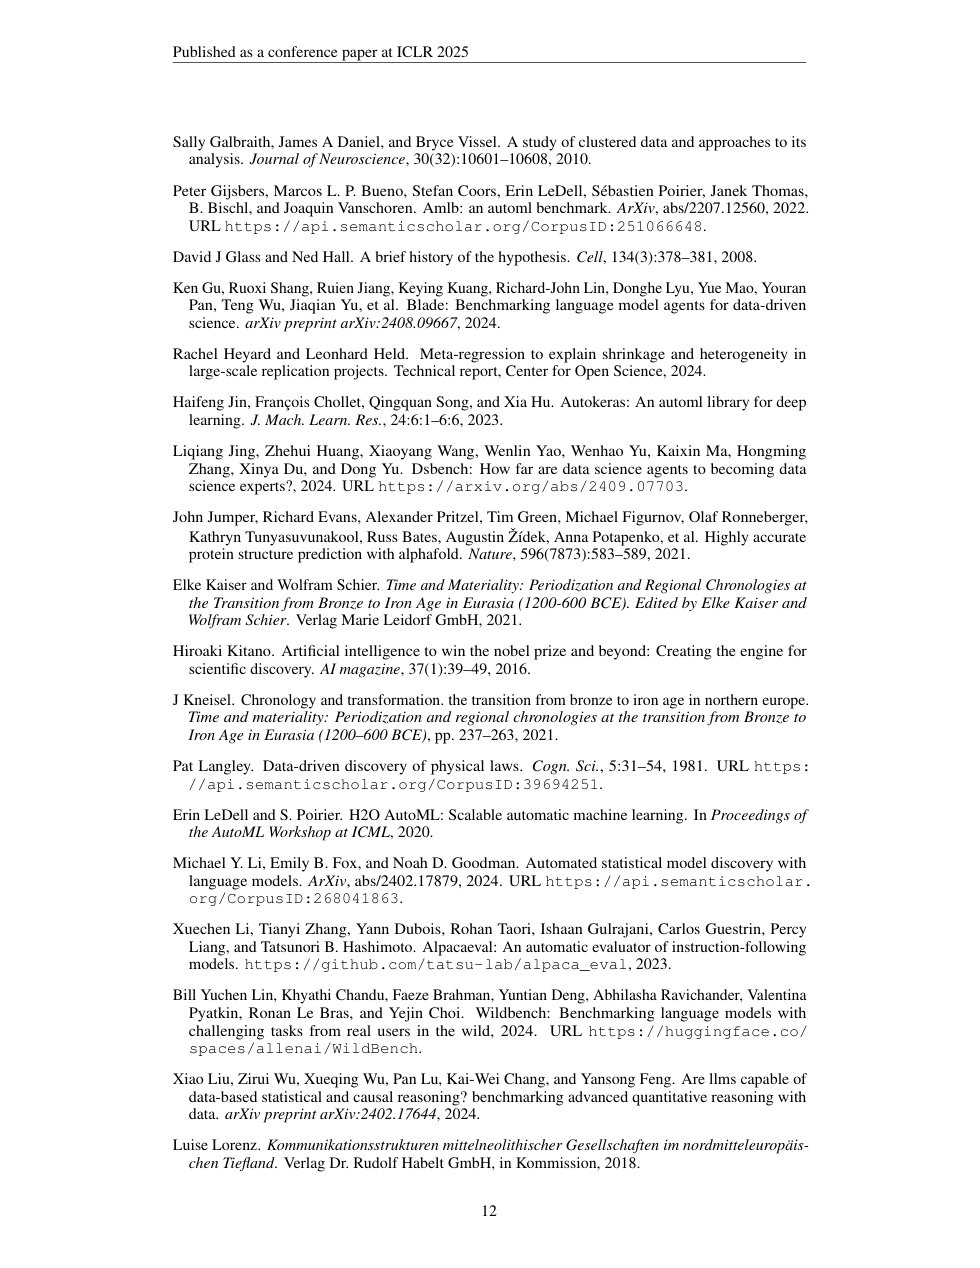 Published as a conference paper at ICLR 2025
Sally Galbraith, James A Daniel, and Bryce Vissel. A study of clustered data and approaches to its
analysis. Journal of Neuroscience, 30(32):10601–10608, 2010.
Peter Gijsbers, Marcos L. P. Bueno, Stefan Coors, Erin LeDell, Sébastien Poirier, Janek Thomas,
B. Bischl, and Joaquin Vanschoren. Amlb: an automl benchmark. ArXiv, abs/2207.12560, 2022.
URL https://api.semanticscholar.org/CorpusID:251066648.
David J Glass and Ned Hall. A brief history of the hypothesis. Cell, 134(3):378–381, 2008.
Ken Gu, Ruoxi Shang, Ruien Jiang, Keying Kuang, Richard-John Lin, Donghe Lyu, Yue Mao, Youran
Pan, Teng Wu, Jiaqian Yu, et al. Blade: Benchmarking language model agents for data-driven
science. arXiv preprint arXiv:2408.09667, 2024.
Rachel Heyard and Leonhard Held. Meta-regression to explain shrinkage and heterogeneity in
large-scale replication projects. Technical report, Center for Open Science, 2024.
Haifeng Jin, François Chollet, Qingquan Song, and Xia Hu. Autokeras: An automl library for deep
learning. J. Mach. Learn. Res., 24:6:1–6:6, 2023.
Liqiang Jing, Zhehui Huang, Xiaoyang Wang, Wenlin Yao, Wenhao Yu, Kaixin Ma, Hongming
Zhang, Xinya Du, and Dong Yu. Dsbench: How far are data science agents to becoming data
science experts?, 2024. URL https://arxiv.org/abs/2409.07703.
John Jumper, Richard Evans, Alexander Pritzel, Tim Green, Michael Figurnov, Olaf Ronneberger,
Kathryn Tunyasuvunakool, Russ Bates, Augustin Žídek, Anna Potapenko, et al. Highly accurate
protein structure prediction with alphafold. Nature, 596(7873):583–589, 2021.
Elke Kaiser and Wolfram Schier. Time and Materiality: Periodization and Regional Chronologies at
the Transition from Bronze to Iron Age in Eurasia (1200-600 BCE). Edited by Elke Kaiser and
Wolfram Schier. Verlag Marie Leidorf GmbH, 2021.
Hiroaki Kitano. Artificial intelligence to win the nobel prize and beyond: Creating the engine for
scientific discovery. AI magazine, 37(1):39–49, 2016.
J Kneisel. Chronology and transformation. the transition from bronze to iron age in northern europe.
Time and materiality: Periodization and regional chronologies at the transition from Bronze to
Iron Age in Eurasia (1200–600 BCE), pp. 237–263, 2021.
Pat Langley. Data-driven discovery of physical laws. Cogn. Sci., 5:31–54, 1981. URL https:
//api.semanticscholar.org/CorpusID:39694251.
Erin LeDell and S. Poirier. H2O AutoML: Scalable automatic machine learning. In Proceedings of
the AutoML Workshop at ICML, 2020.
Michael Y. Li, Emily B. Fox, and Noah D. Goodman. Automated statistical model discovery with
language models. ArXiv, abs/2402.17879, 2024. URL https://api.semanticscholar.
org/CorpusID:268041863.
Xuechen Li, Tianyi Zhang, Yann Dubois, Rohan Taori, Ishaan Gulrajani, Carlos Guestrin, Percy
Liang, and Tatsunori B. Hashimoto. Alpacaeval: An automatic evaluator of instruction-following
models. https://github.com/tatsu-lab/alpaca_eval, 2023.
Bill Yuchen Lin, Khyathi Chandu, Faeze Brahman, Yuntian Deng, Abhilasha Ravichander, Valentina
Pyatkin, Ronan Le Bras, and Yejin Choi. Wildbench: Benchmarking language models with
challenging tasks from real users in the wild, 2024. URL https://huggingface.co/
spaces/allenai/WildBench.
Xiao Liu, Zirui Wu, Xueqing Wu, Pan Lu, Kai-Wei Chang, and Yansong Feng. Are llms capable of
data-based statistical and causal reasoning? benchmarking advanced quantitative reasoning with
data. arXiv preprint arXiv:2402.17644, 2024.
Luise Lorenz. Kommunikationsstrukturen mittelneolithischer Gesellschaften im nordmitteleuropäis-
chen Tiefland. Verlag Dr. Rudolf Habelt GmbH, in Kommission, 2018.
12